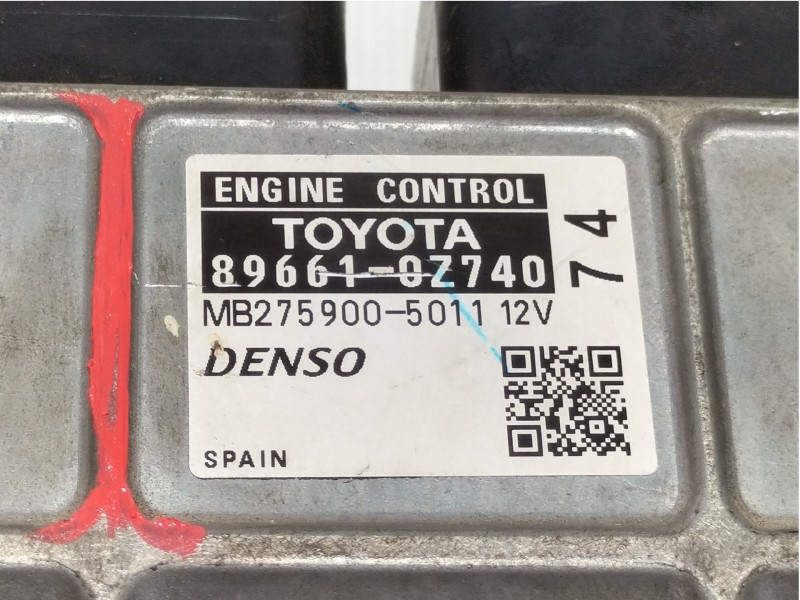 ENGINE CONTROL
TOYOTA
89661-0Z740
74
MB275900-5011 12V
DENSO
SPAIN